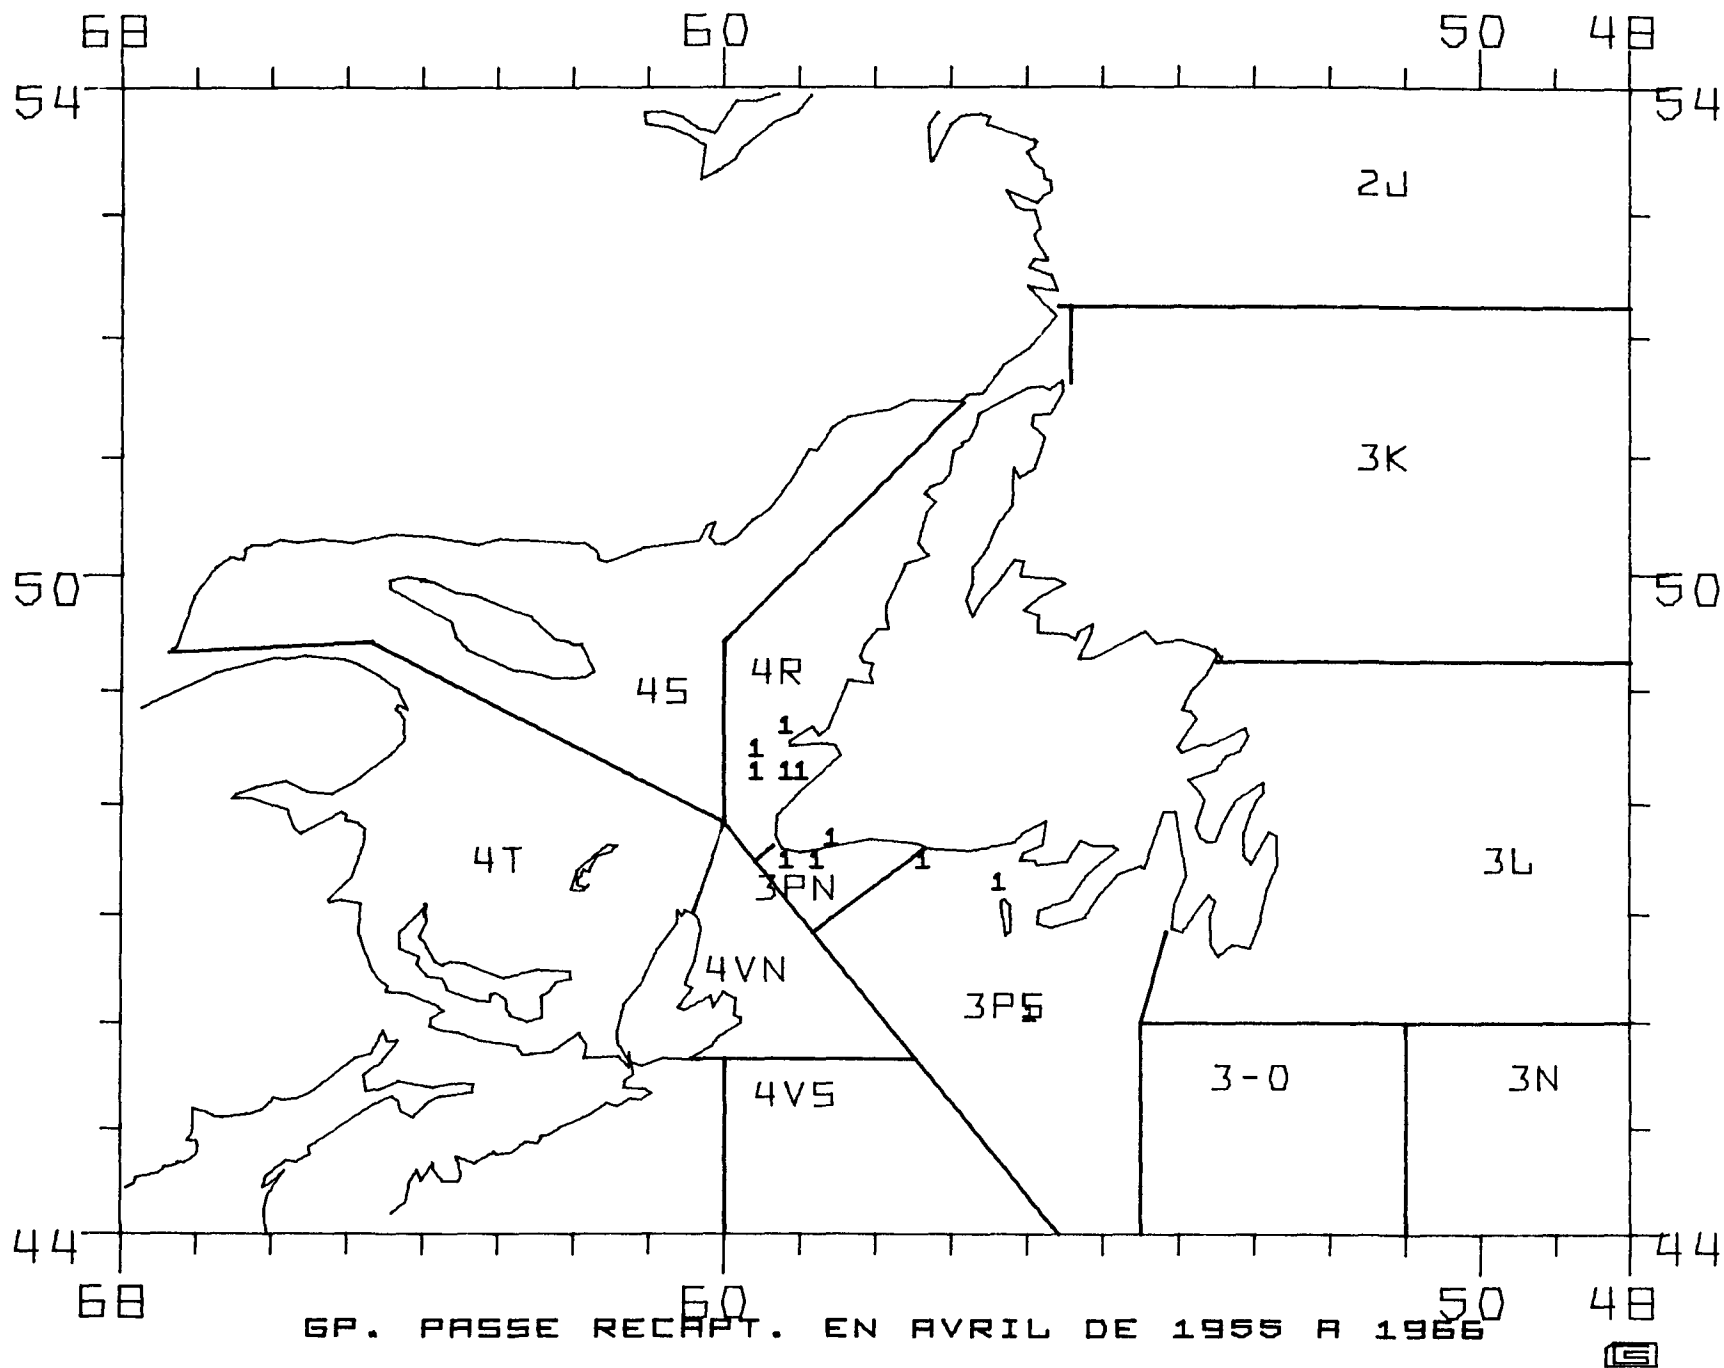 68 60 50 48
54 54
2J
3K
50 50
4R
4S
1
1
1 11
1
4T 1 1 1 3L
3PN 1
4VN
3PS
1
3-O 3N
4VS
44 44
68 60 50 48
GP. PASSE RECAPT. EN AVRIL DE 1955 A 1966